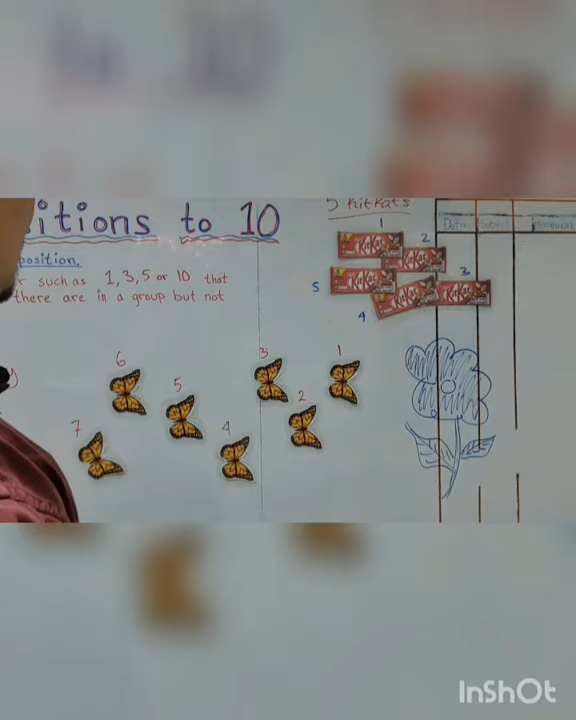 itions to 10
position,
r such as 1, 3, 5 or 10 that
there are in a group but not
5 KitKats
1
KitKat
2
KitKat
5
KitKat
3
KitKat
KitKat
4
Date
Homework
6
5
3
1
7
4
2
InShOt